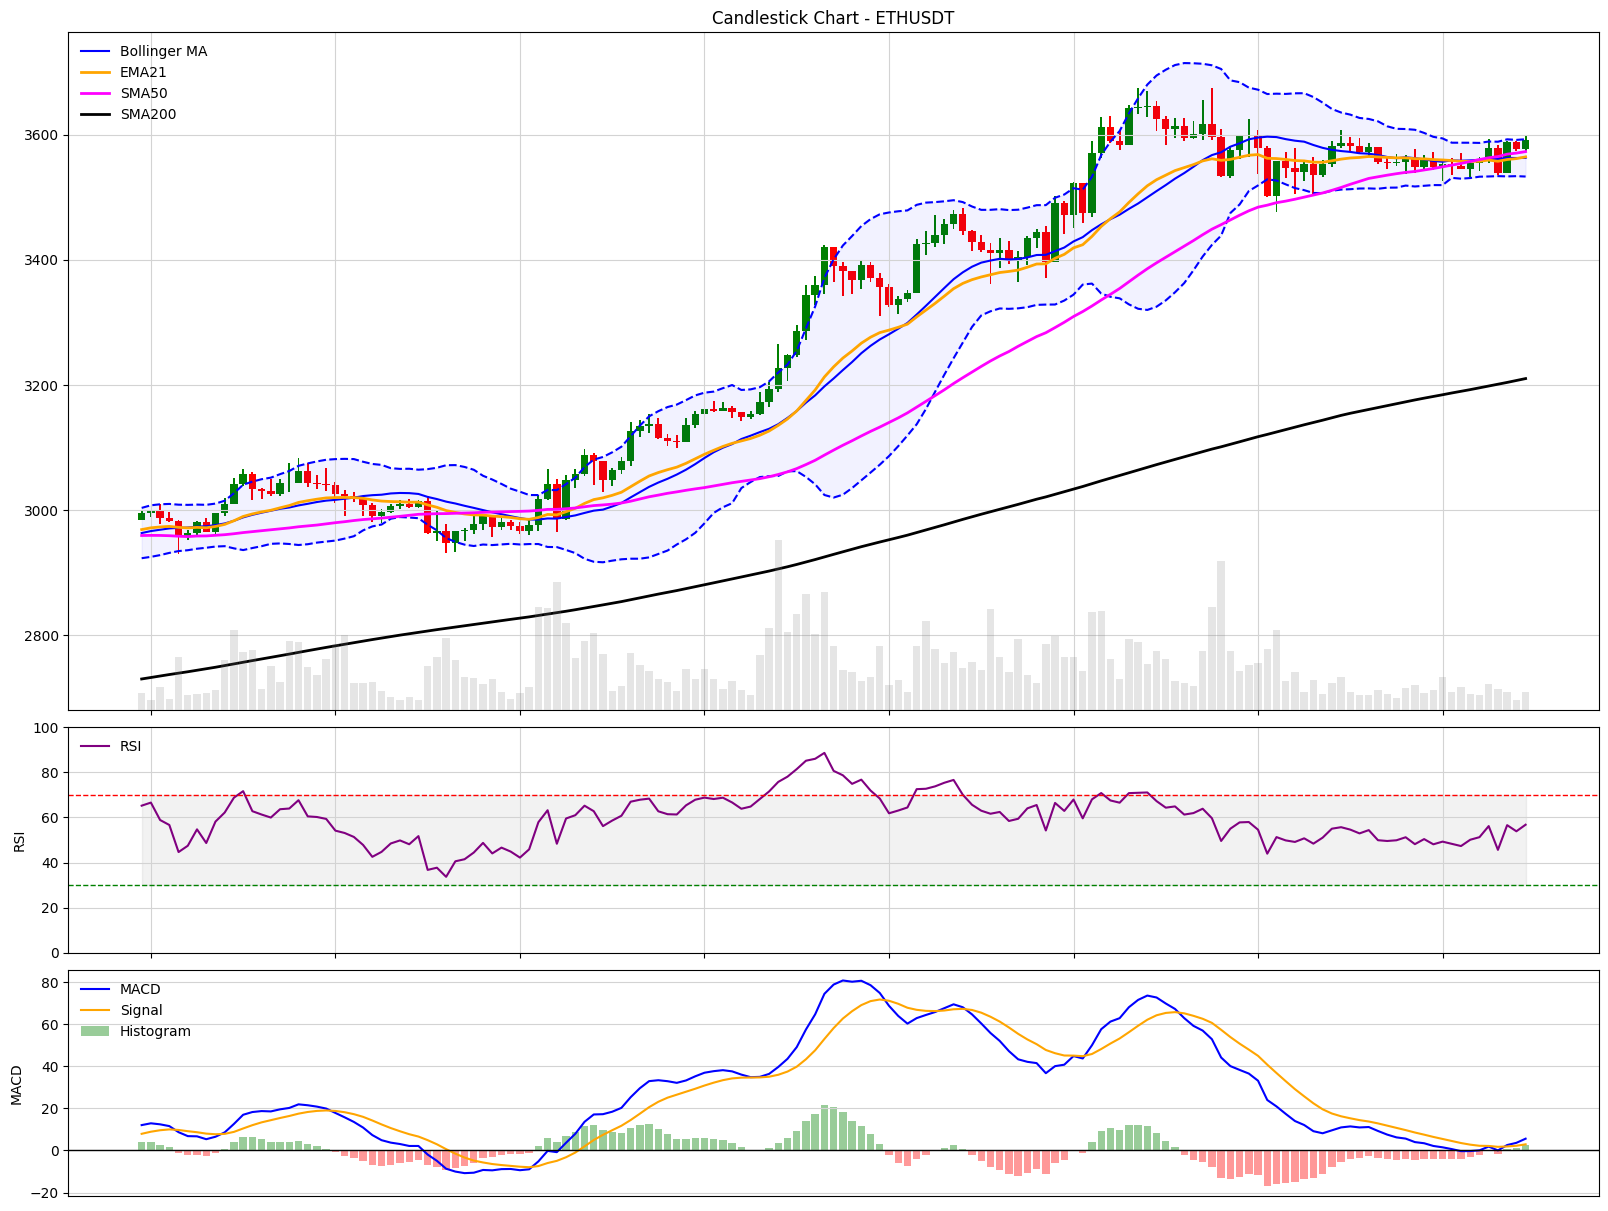 Candlestick Chart - ETHUSDT
Bollinger MA
EMA21
SMA50
SMA200
3600
3400
3200
3000
2800
RSI
100
80
60
40
20
0
RSI
MACD
Signal
Histogram
80
60
40
20
0
−20
MACD